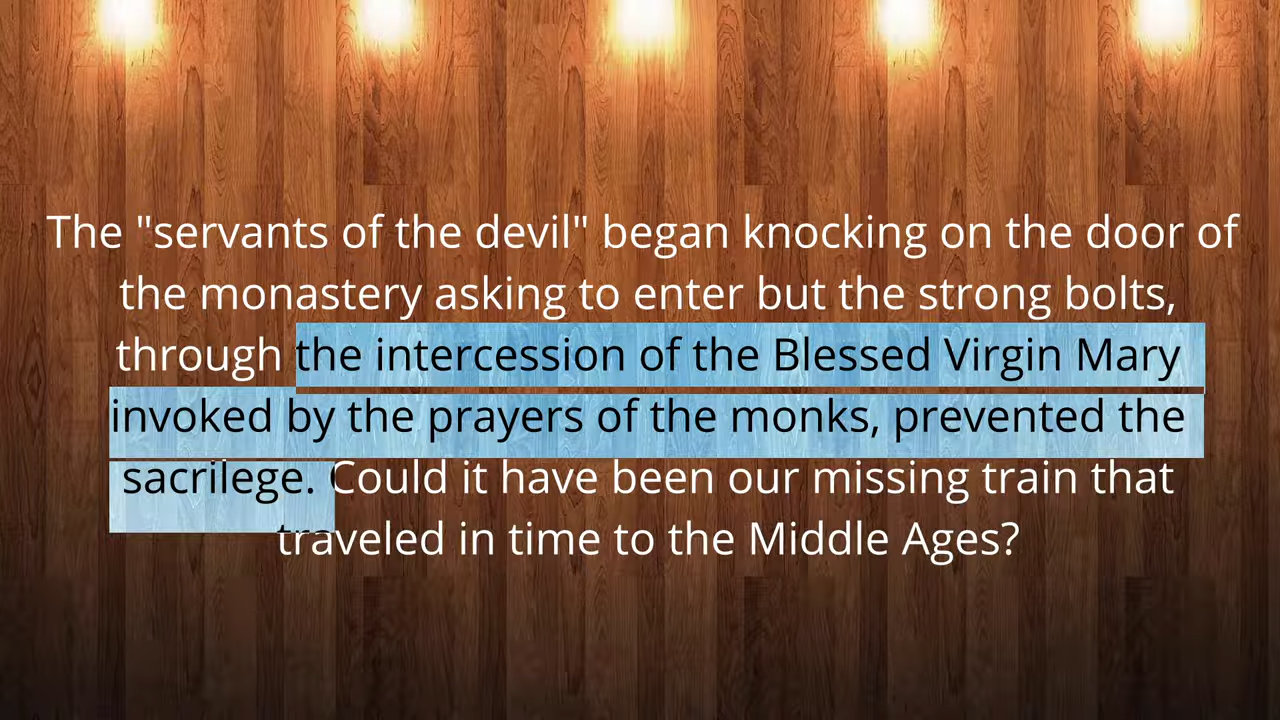 The "servants of the devil" began knocking on the door of
the monastery asking to enter but the strong bolts,
through the intercession of the Blessed Virgin Mary
invoked by the prayers of the monks, prevented the
sacrilege. Could it have been our missing train that
traveled in time to the Middle Ages?